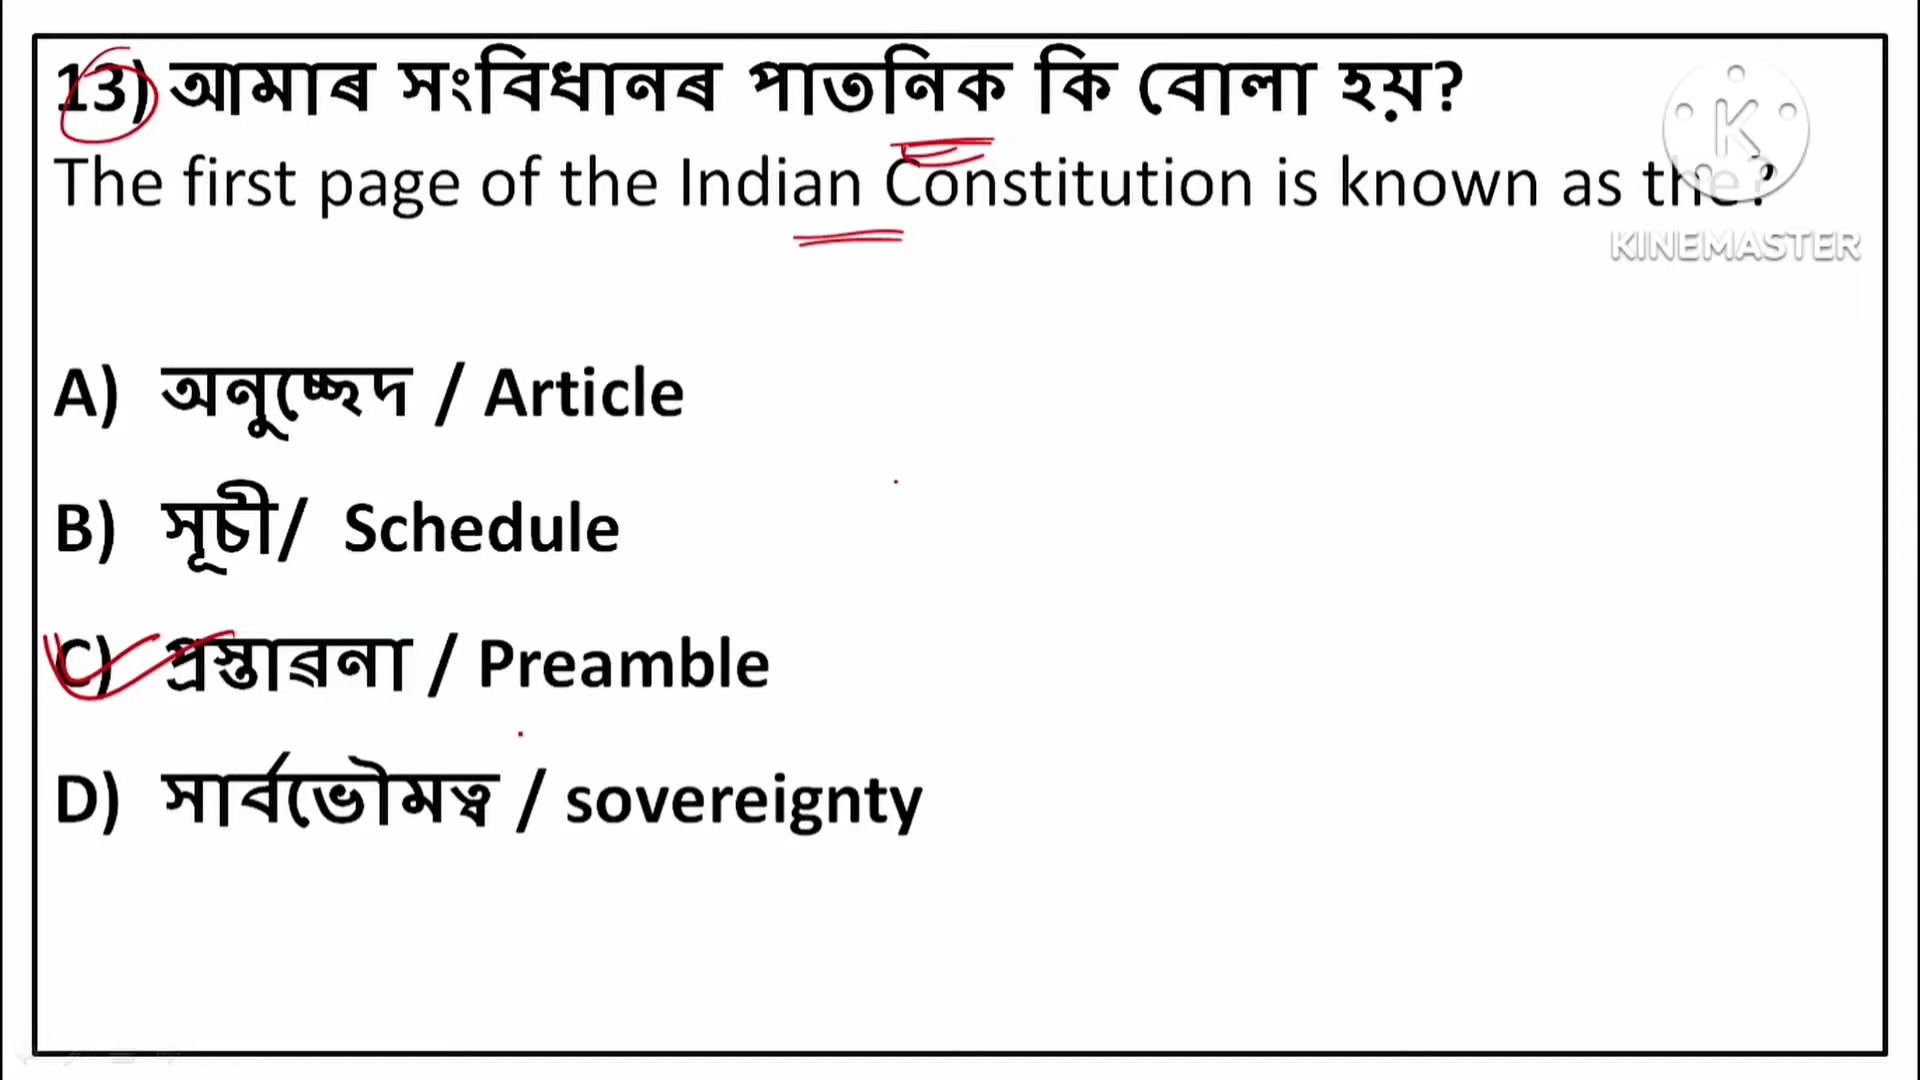 13) আমাৰ সংবিধানৰ পাতনিক কি বোলা হয়?
The first page of the Indian Constitution is known as the?
K
KINEMASTER
A) অনুচ্ছেদ / Article
B) সূচী/ Schedule
C) প্ৰস্তাৱনা / Preamble
D) সাৰ্বভৌমত্ব / sovereignty